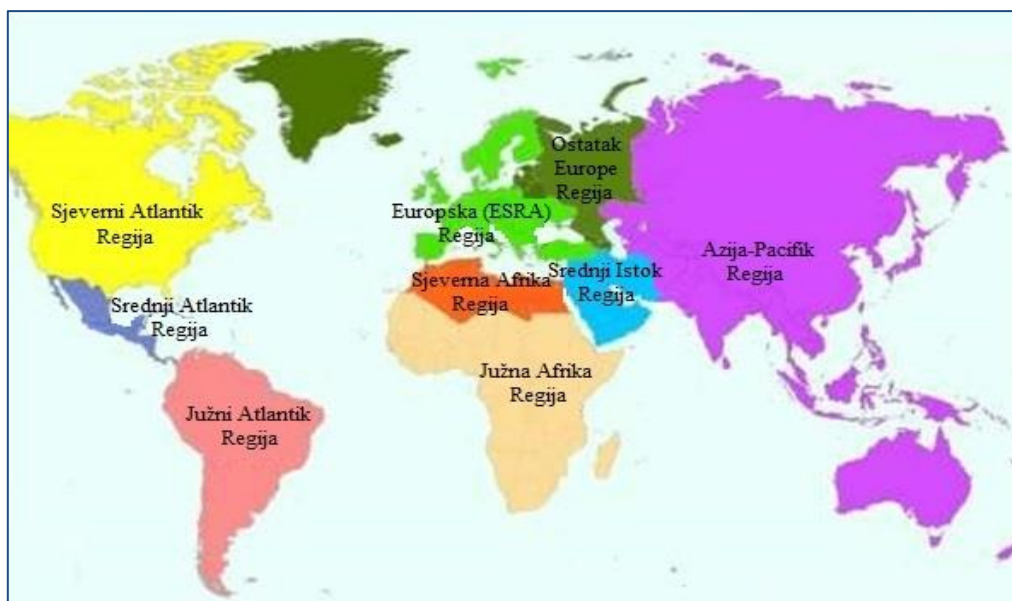 Ostatak
Europe
Regija
Sjeverni Atlantik
Regija
Europska (ESRA)
Regija
Azija-Pacifik
Regija
Sjeverna Afrika
Regija
Srednji Istok
Regija
Srednji Atlantik
Regija
Južna Afrika
Regija
Južni Atlantik
Regija